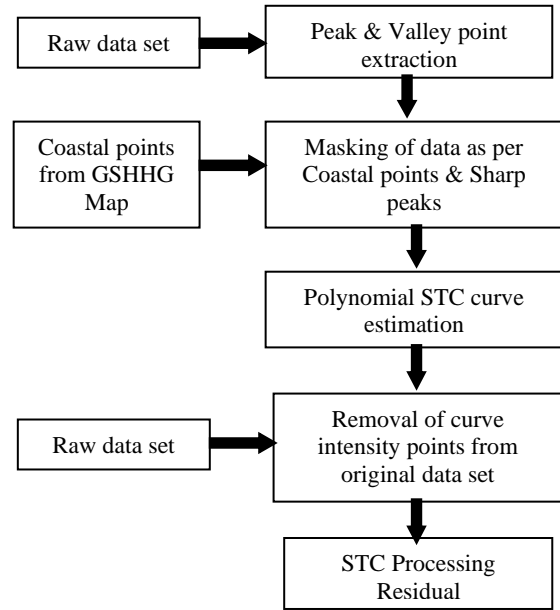 Raw data set
Peak & Valley point
extraction
Coastal points
from GSHHG
Map
Masking of data as per
Coastal points & Sharp
peaks
Polynomial STC curve
estimation
Raw data set
Removal of curve
intensity points from
original data set
STC Processing
Residual